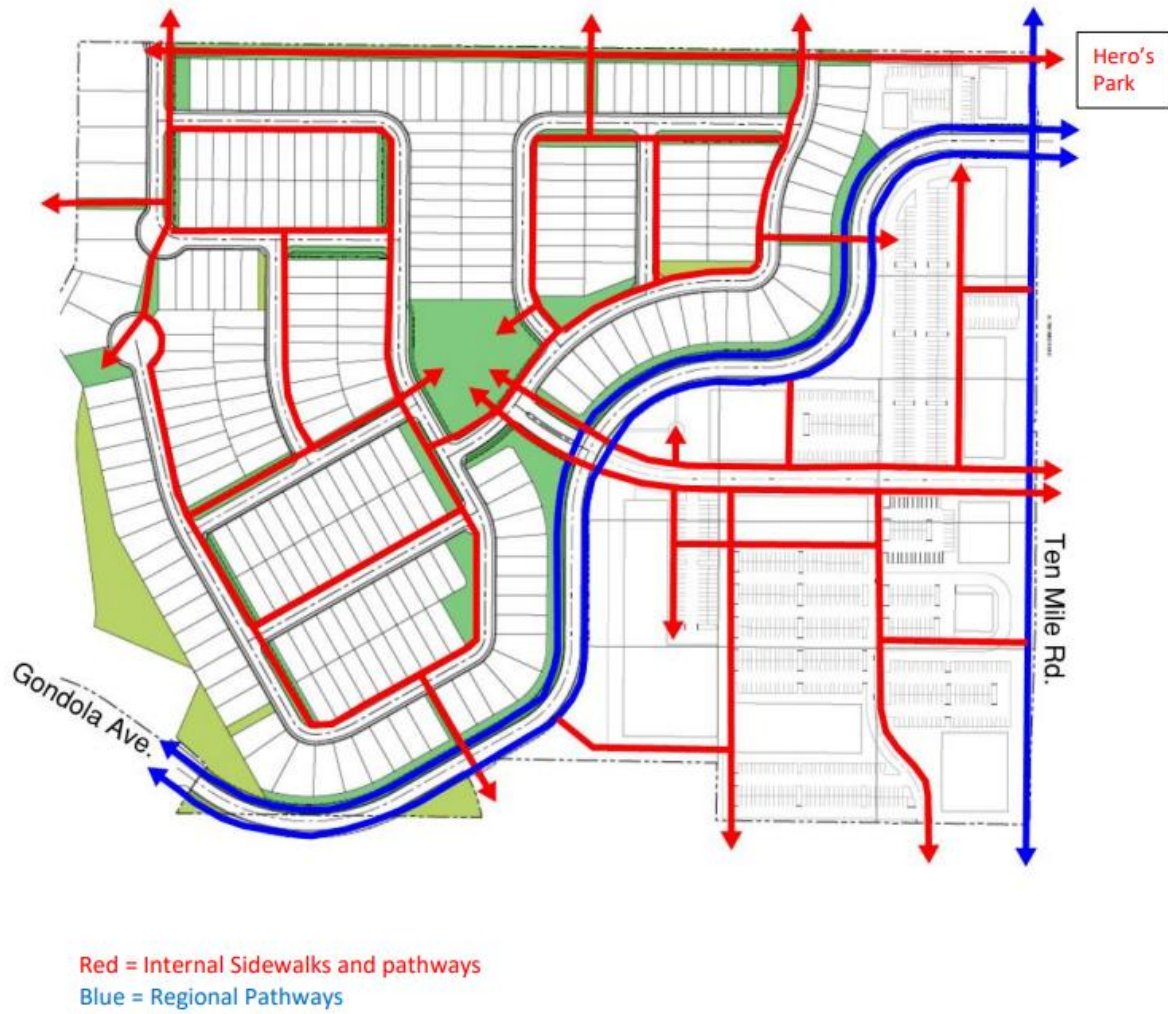 Hero's
Park
Ten Mile Rd.
Gondola Ave.
Red = Internal Sidewalks and pathways
Blue = Regional Pathways